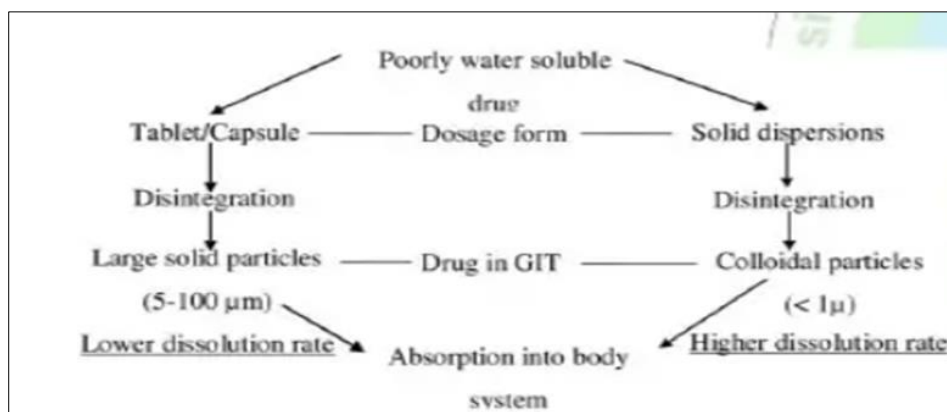 si
Poorly water soluble
drug
Tablet/Capsule Dosage form Solid dispersions
Disintegration Disintegration
Large solid particles Drug in GIT Colloidal particles
(5-100 μm) (< 1μ)
Lower dissolution rate Higher dissolution rate
Absorption into body
system